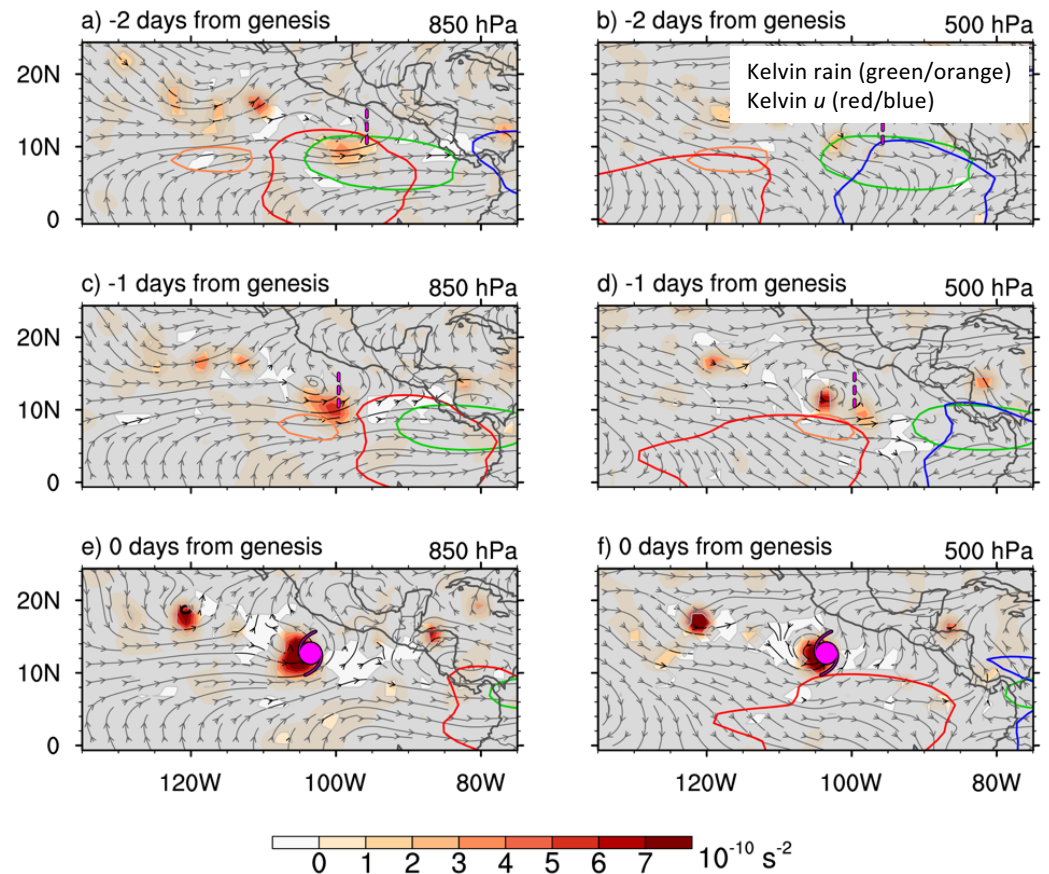 a) -2 days from genesis 850 hPa
b) -2 days from genesis 500 hPa
Kelvin rain (green/orange)
Kelvin u (red/blue)
20N
10N
0
c) -1 days from genesis 850 hPa
d) -1 days from genesis 500 hPa
20N
10N
0
e) 0 days from genesis 850 hPa
f) 0 days from genesis 500 hPa
20N
10N
0
120W 100W 80W
120W 100W 80W
0 1 2 3 4 5 6 7 10⁻¹⁰ s⁻²